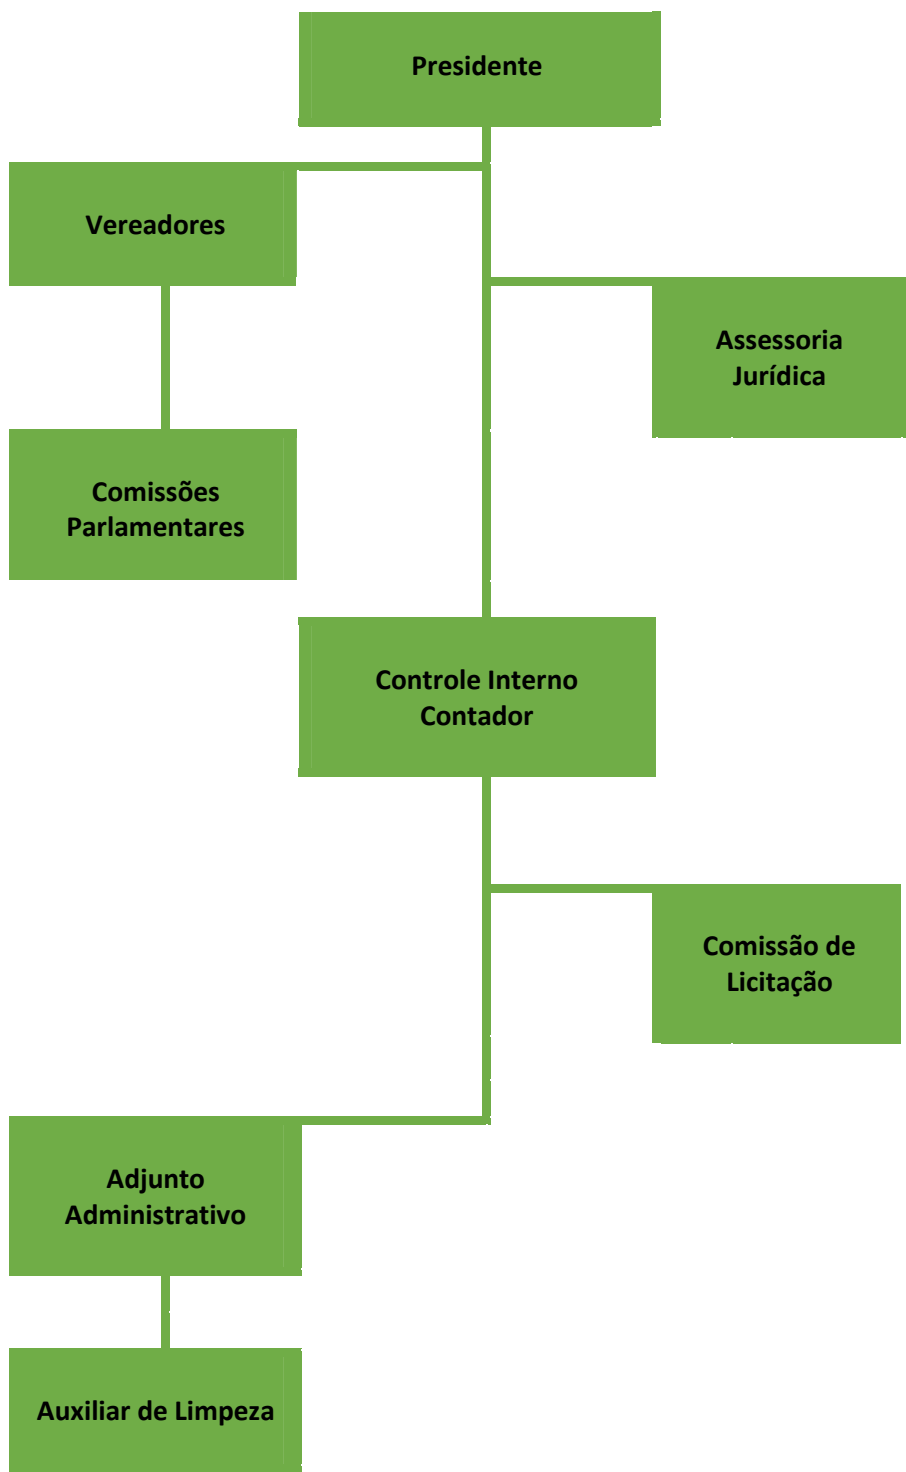 Presidente
Vereadores
Assessoria
Jurídica
Comissões
Parlamentares
Controle Interno
Contador
Comissão de
Licitação
Adjunto
Administrativo
Auxiliar de Limpeza